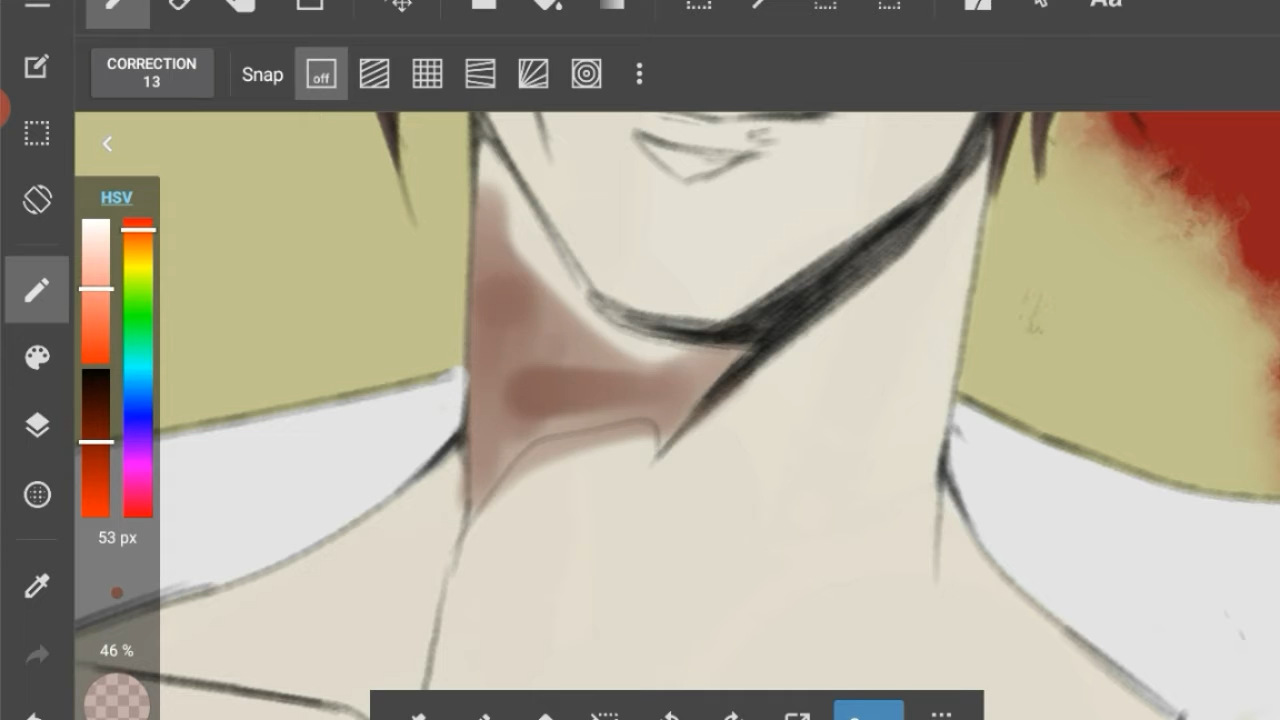 Aa
CORRECTION
13
Snap
off
HSV
53 px
46 %